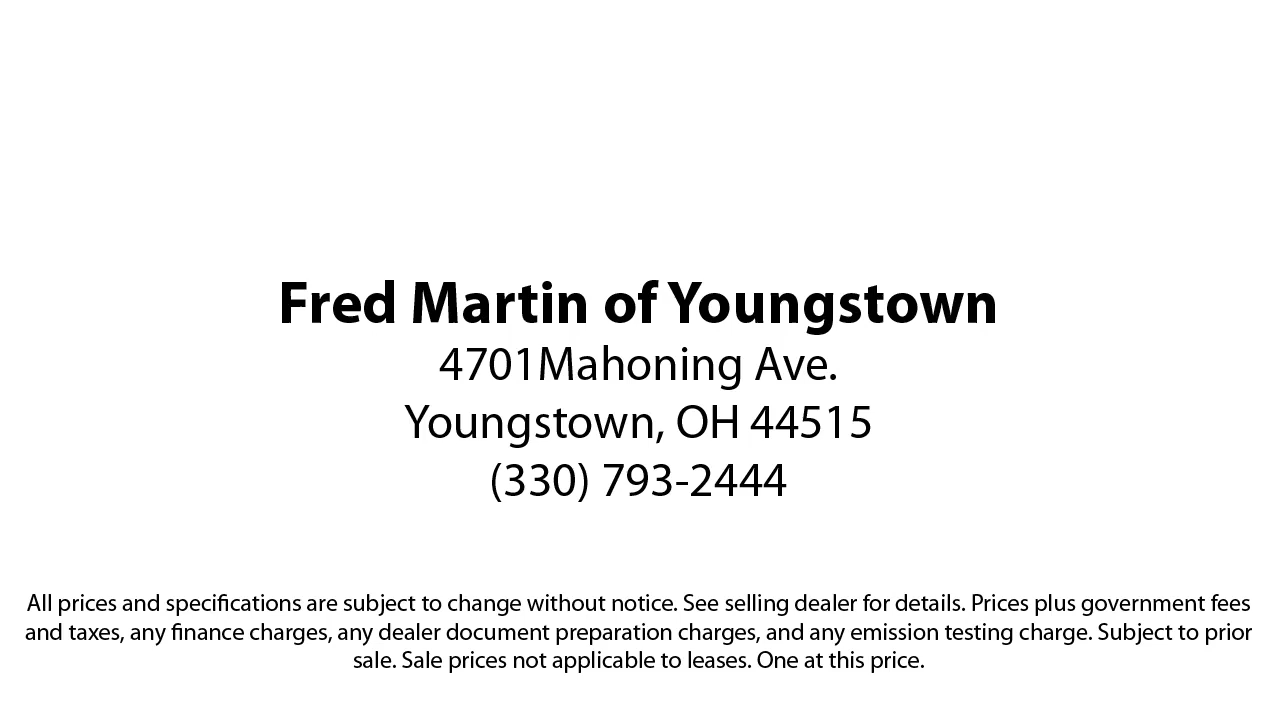 Fred Martin of Youngstown
4701Mahoning Ave.
Youngstown, OH 44515
(330) 793-2444
All prices and specifications are subject to change without notice. See selling dealer for details. Prices plus government fees
and taxes, any finance charges, any dealer document preparation charges, and any emission testing charge. Subject to prior
sale. Sale prices not applicable to leases. One at this price.